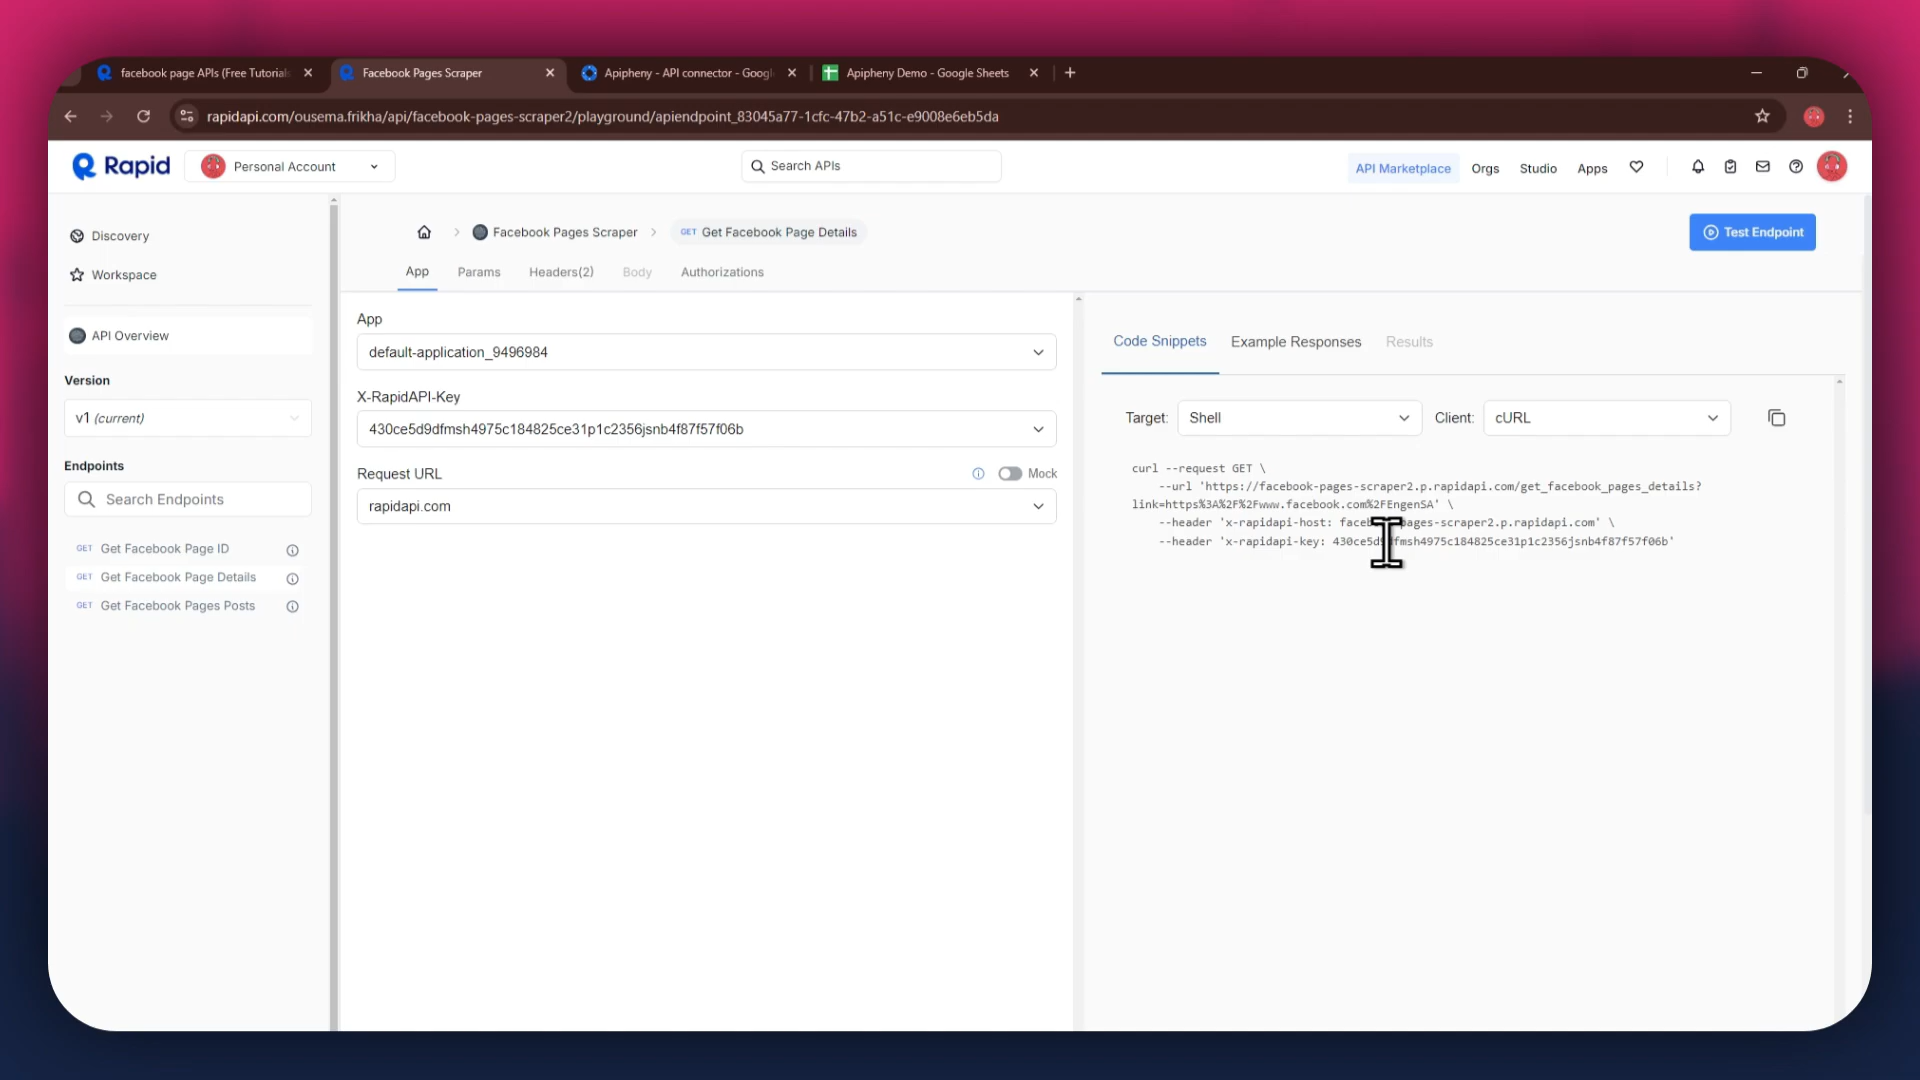 facebook page APIs (Free Tutorial
Facebook Pages Scraper
Apipheny - API connector - Googl
Apipheny Demo - Google Sheets
rapidapi.com/ousema.frikha/api/facebook-pages-scraper2/playground/apiendpoint_83045a77-1cfc-47b2-a51c-e9008e6eb5da
Rapid
Personal Account
Search APIs
API Marketplace
Orgs
Studio
Apps
Discovery
Workspace
API Overview
Version
v1 (current)
Endpoints
Search Endpoints
GET Get Facebook Page ID
GET Get Facebook Page Details
GET Get Facebook Pages Posts
Facebook Pages Scraper
GET Get Facebook Page Details
Test Endpoint
App
Params
Headers(2)
Body
Authorizations
App
default-application_9496984
X-RapidAPI-Key
430ce5d9dfmsh4975c184825ce31p1c2356jsnb4f87f57f06b
Request URL
Mock
rapidapi.com
Code Snippets
Example Responses
Results
Target:
Shell
Client:
cURL
curl --request GET \
--url 'https://facebook-pages-scraper2.p.rapidapi.com/get_facebook_pages_details?
link=https%3A%2F%2Fwww.facebook.com%2FEngenSA' \
--header 'x-rapidapi-host: facebook-pages-scraper2.p.rapidapi.com' \
--header 'x-rapidapi-key: 430ce5d9dfmsh4975c184825ce31p1c2356jsnb4f87f57f06b'